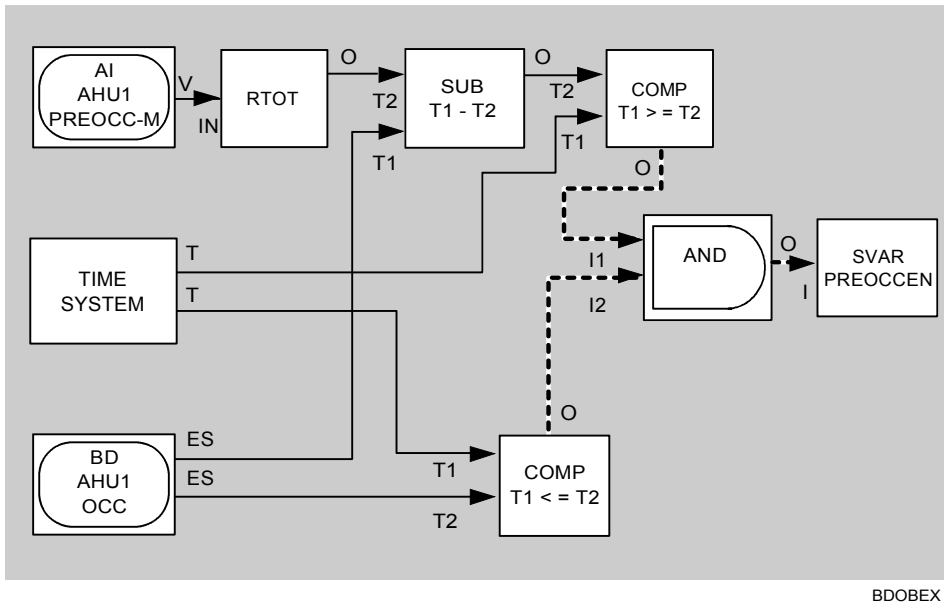 AI
AHU1
PREOCC-M
V
IN
RTOT
O
T2
T1
SUB
T1 - T2
O
T2
T1
COMP
T1 > = T2
O
TIME
SYSTEM
T
T
I1
I2
AND
O
I
SVAR
PREOCCEN
BD
AHU1
OCC
ES
ES
T1
T2
O
COMP
T1 < = T2
BDOBEX